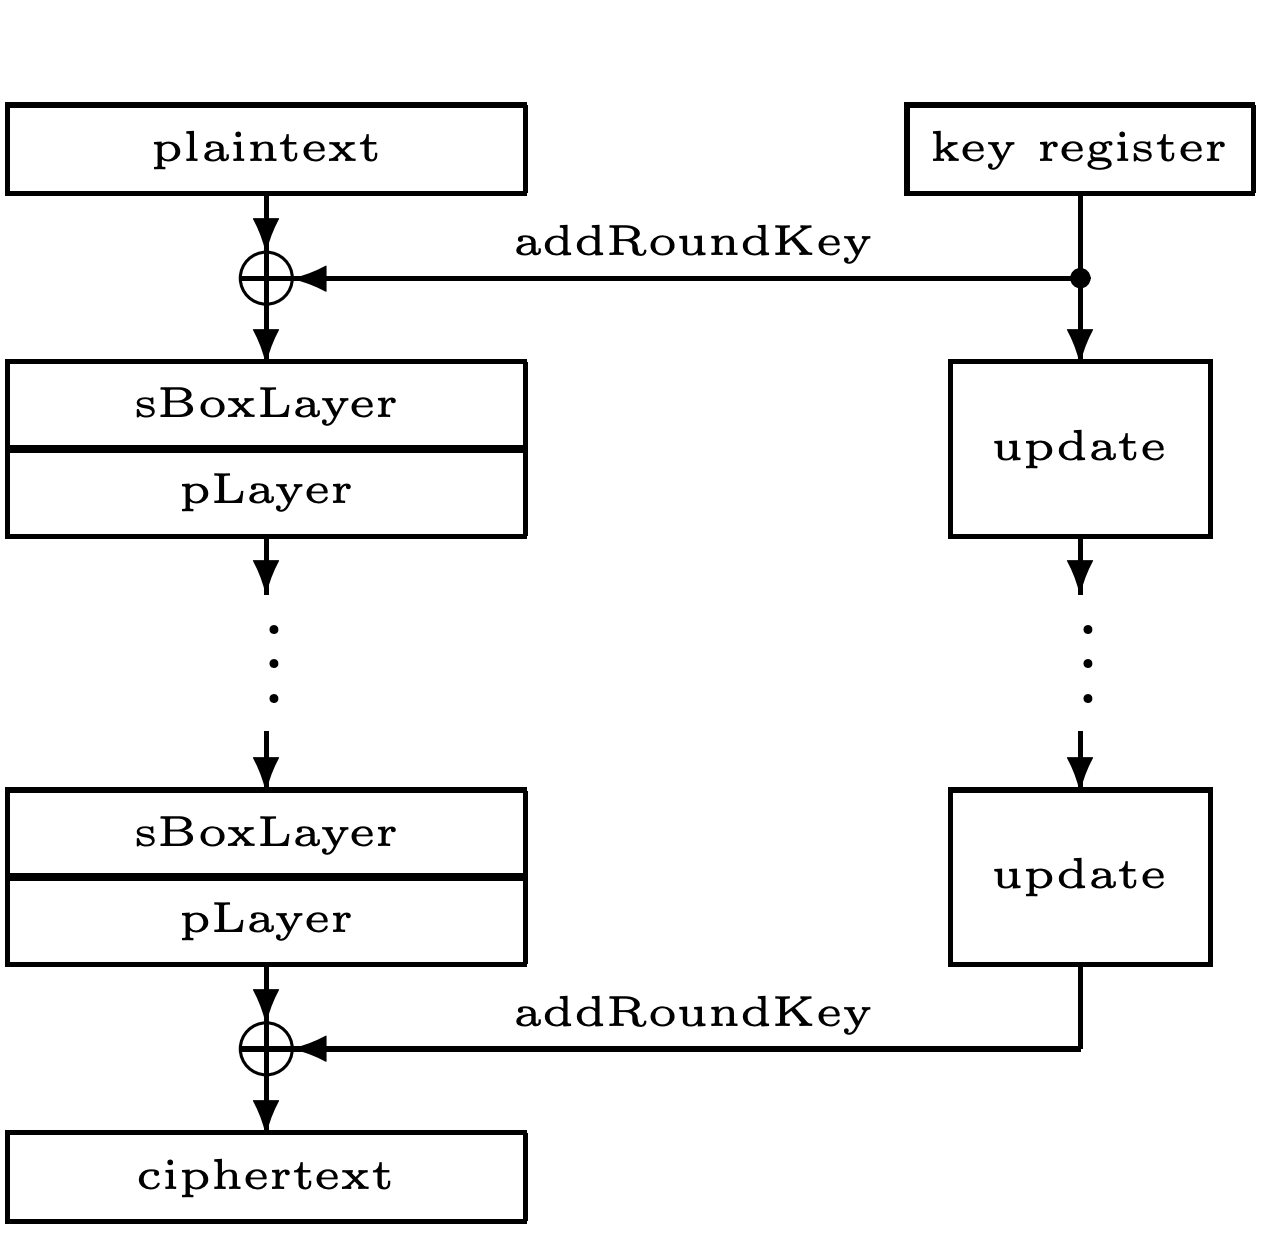 plaintext
key register
addRoundKey
sBoxLayer
update
pLayer
sBoxLayer
update
pLayer
addRoundKey
ciphertext